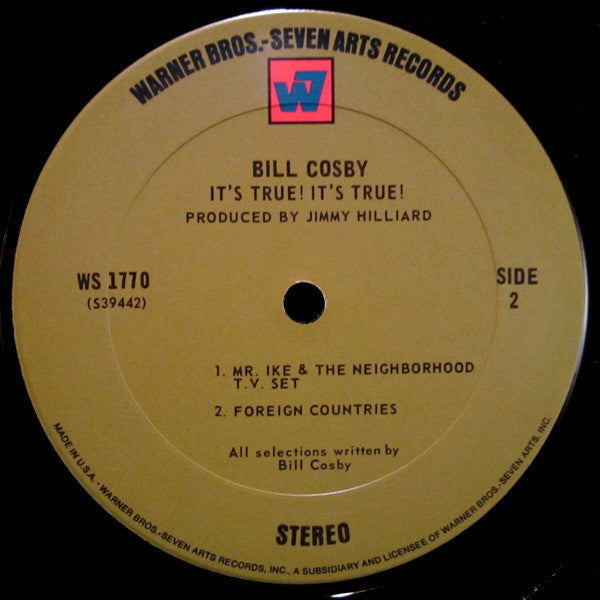 WARNER BROS.-SEVEN ARTS RECORDS
W7
BILL COSBY
IT'S TRUE! IT'S TRUE!
PRODUCED BY JIMMY HILLIARD
WS 1770
(S39442)
SIDE
2
1. MR. IKE & THE NEIGHBORHOOD
T.V. SET
2. FOREIGN COUNTRIES
All selections written by
Bill Cosby
STEREO
MADE IN U.S.A. • WARNER BROS.-SEVEN ARTS RECORDS, INC., A SUBSIDIARY AND LICENSEE OF WARNER BROS.-SEVEN ARTS, INC.